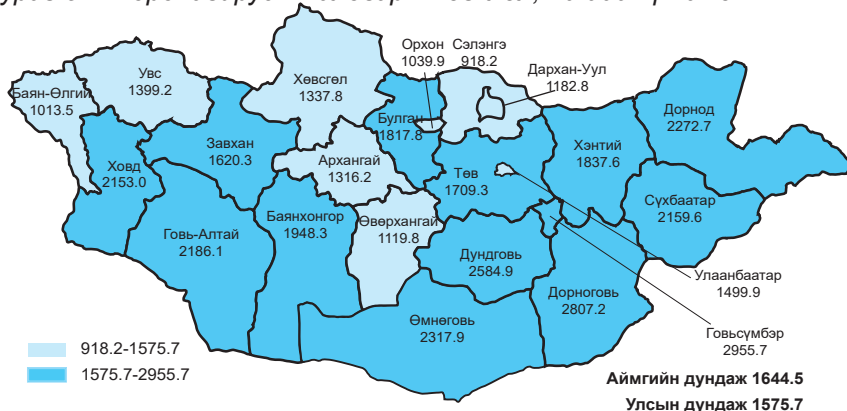 Орхон
1039.9
Сэлэнгэ
918.2
Дархан-Уул
1182.8
Увс
1399.2
Хөвсгөл
1337.8
Баян-Өлгий
1013.5
Булган
1817.8
Дорнод
2272.7
Завхан
1620.3
Хэнтий
1837.6
Ховд
2153.0
Архангай
1316.2
Төв
1709.3
Сүхбаатар
2159.6
Говь-Алтай
2186.1
Баянхонгор
1948.3
Өвөрхангай
1119.8
Дундговь
2584.9
Улаанбаатар
1499.9
Дорноговь
2807.2
Өмнөговь
2317.9
Говьсүмбэр
2955.7
918.2-1575.7
1575.7-2955.7
Аймгийн дундаж 1644.5
Улсын дундаж 1575.7